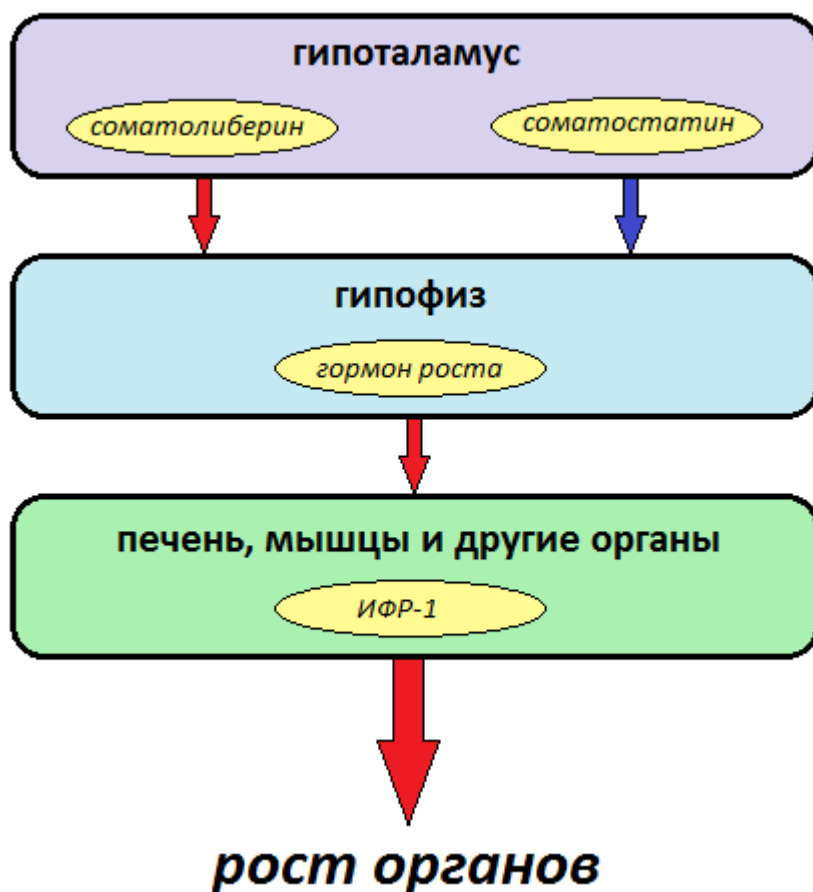 гипоталамус
соматолиберин соматостатин
гипофиз
гормон роста
печень, мышцы и другие органы
ИФР-1
рост органов